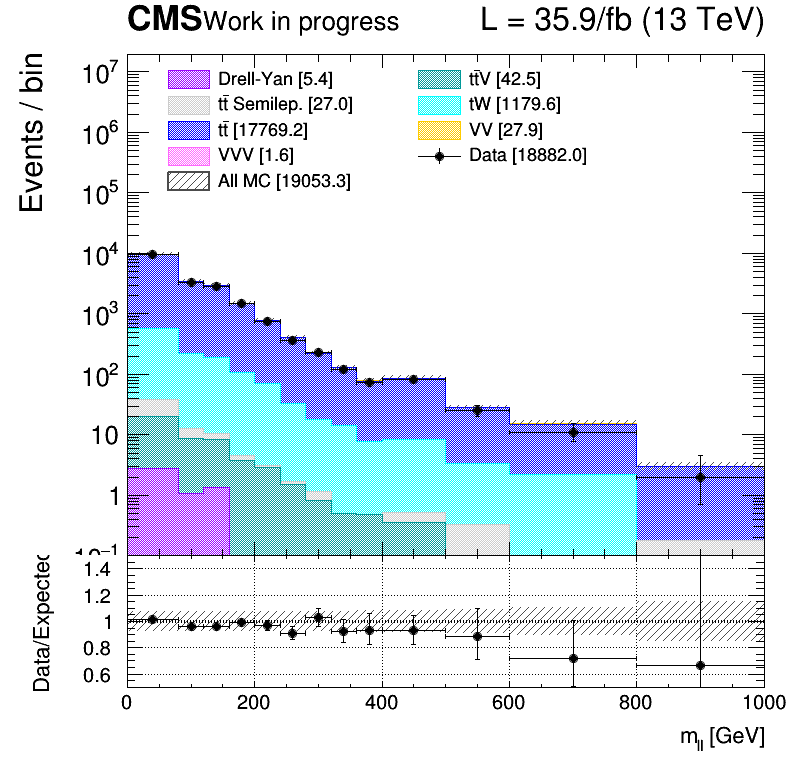 CMS Work in progress L = 35.9/fb (13 TeV)
Events / bin
Drell-Yan [5.4]
tt̄ Semilep. [27.0]
tt̄ [17769.2]
VVV [1.6]
All MC [19053.3]
tt̄V [42.5]
tW [1179.6]
VV [27.9]
Data [18882.0]
10⁷
10⁶
10⁵
10⁴
10³
10²
10
1
10⁻¹
Data/Expected
1.4
1.2
1
0.8
0.6
0 200 400 600 800 1000
m_ll [GeV]